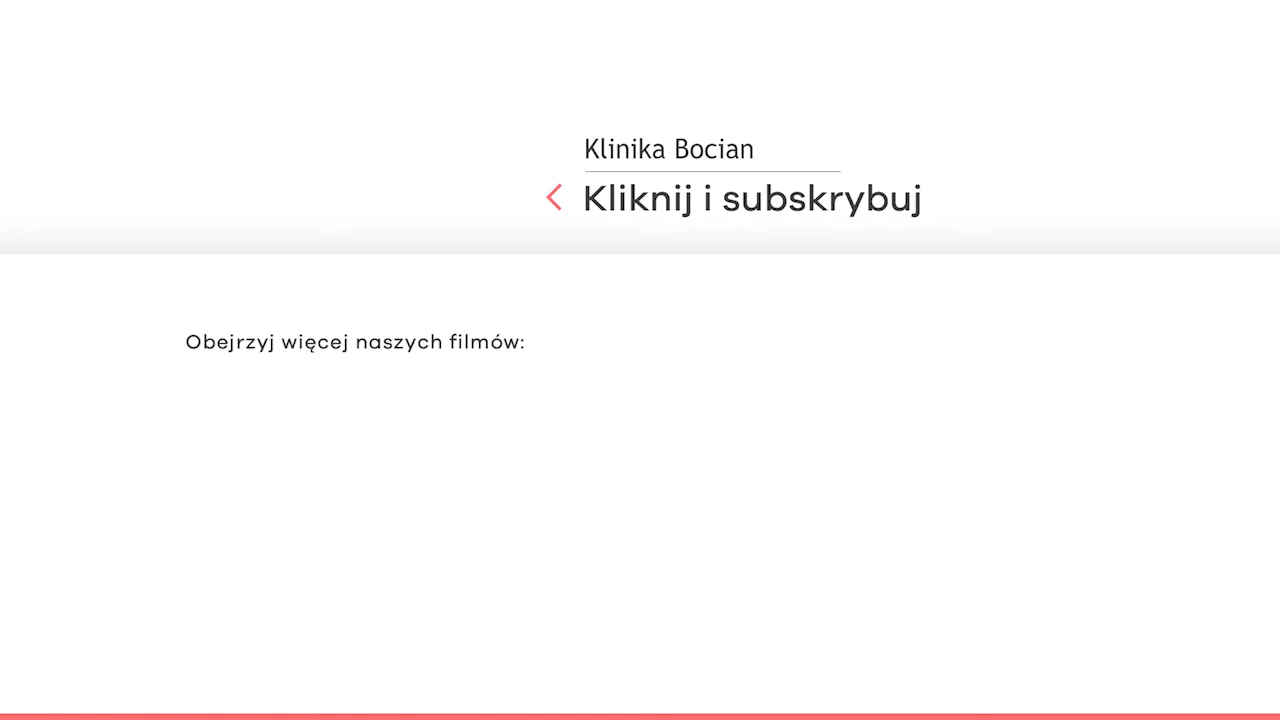 Klinika Bocian
Kliknij i subskrybuj
Obejrzyj więcej naszych filmów: